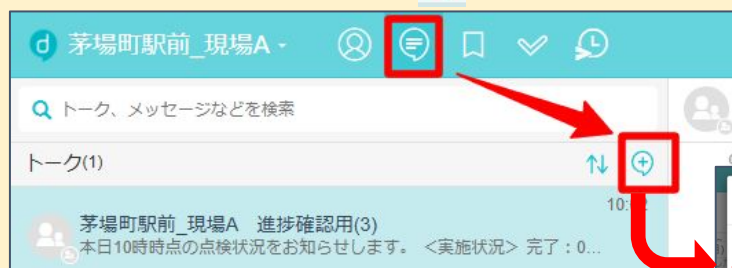 茅場町駅前_現場A
トーク、メッセージなどを検索
トーク(1)
茅場町駅前_現場A 進捗確認用(3)
本日10時時点の点検状況をお知らせします。 <実施状況> 完了:0...